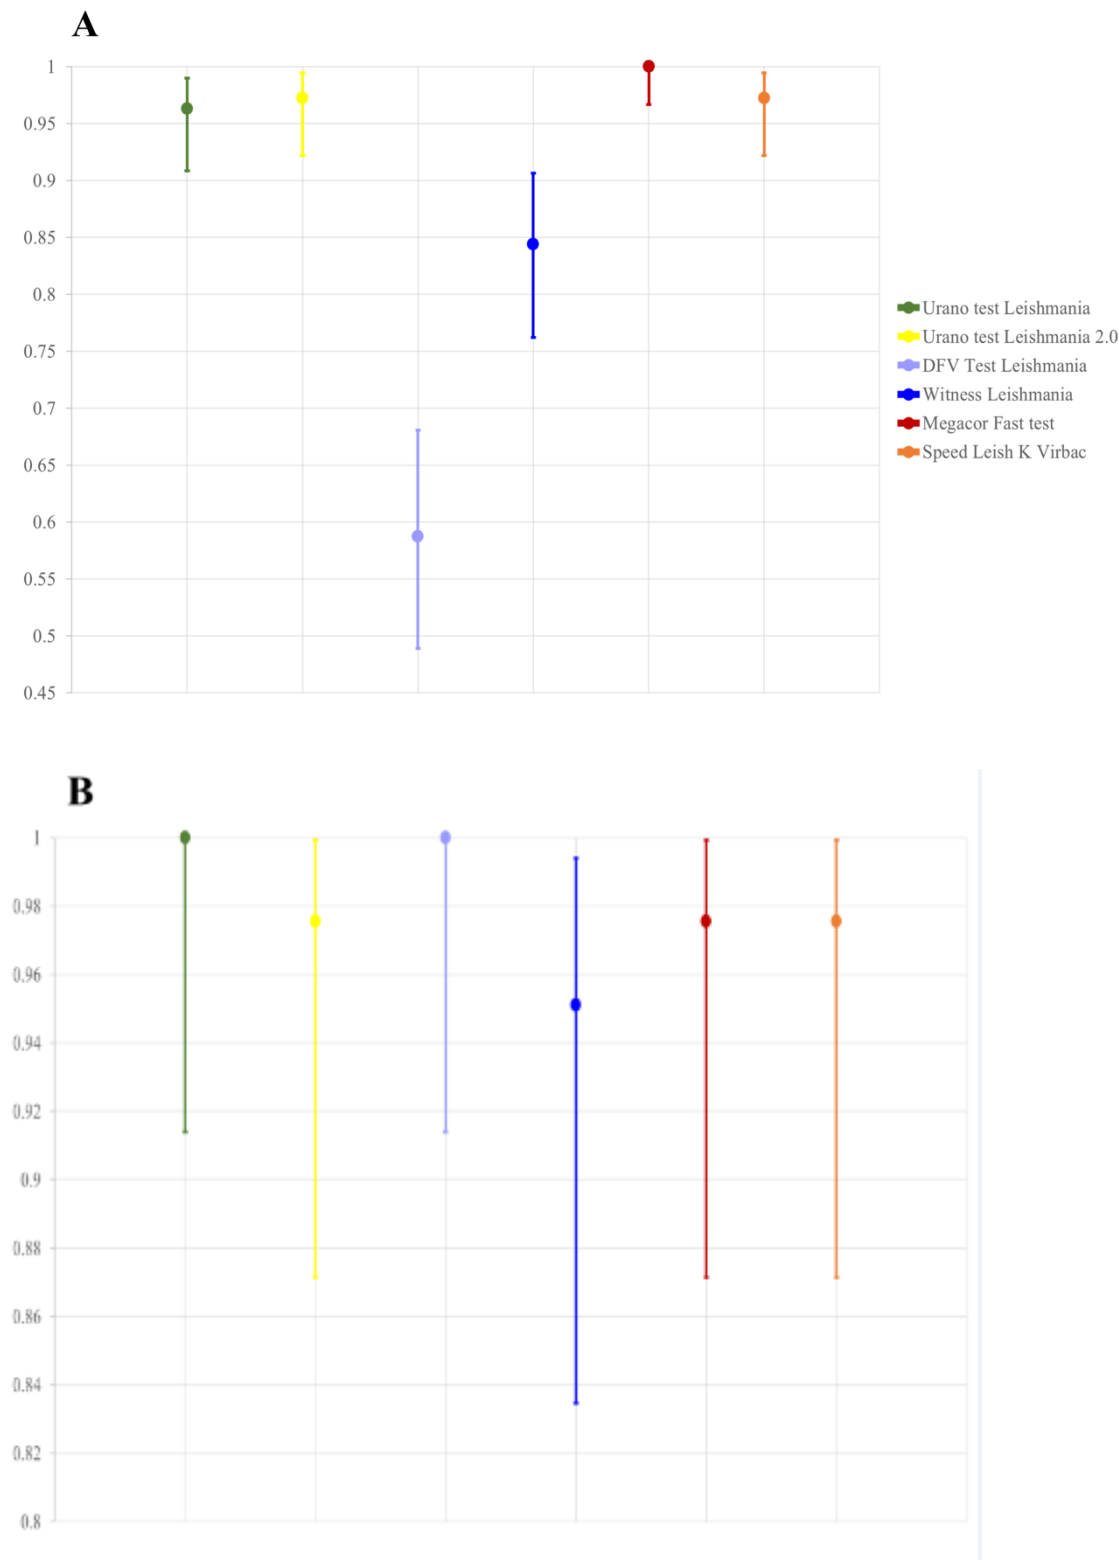 A
1
0.95
0.9
0.85
0.8
0.75
0.7
0.65
0.6
0.55
0.5
0.45
Urano test Leishmania
Urano test Leishmania 2.0
DFV Test Leishmania
Witness Leishmania
Megacor Fast test
Speed Leish K Virbac
B
1
0.98
0.96
0.94
0.92
0.9
0.88
0.86
0.84
0.82
0.8